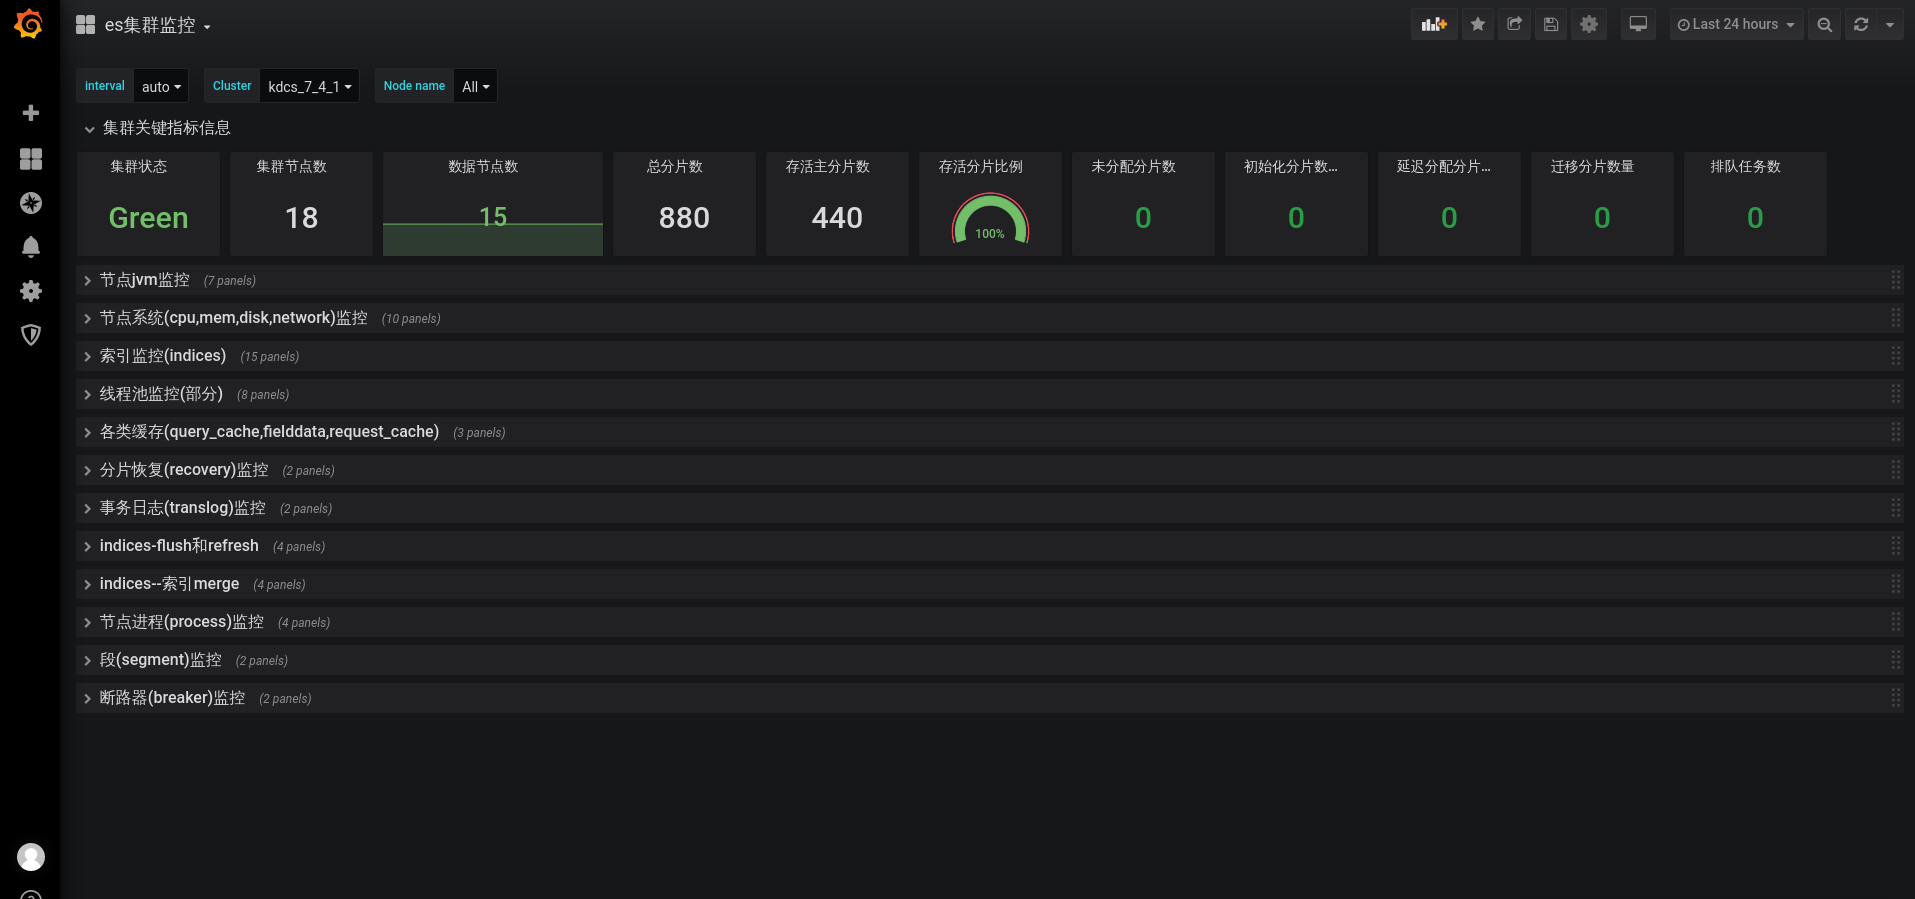 es集群监控
Last 24 hours
interval auto Cluster kdcs_7_4_1 Node name All
集群关键指标信息
集群状态 集群节点数 数据节点数 总分片数 存活主分片数 存活分片比例 未分配分片数 初始化分片数... 延迟分配分片... 迁移分片数量 排队任务数
Green 18 15 880 440 100% 0 0 0 0 0
节点jvm监控 (7 panels)
节点系统(cpu,mem,disk,network)监控 (10 panels)
索引监控(indices) (15 panels)
线程池监控(部分) (8 panels)
各类缓存(query_cache,fielddata,request_cache) (3 panels)
分片恢复(recovery)监控 (2 panels)
事务日志(translog)监控 (2 panels)
indices-flush和refresh (4 panels)
indices--索引merge (4 panels)
节点进程(process)监控 (4 panels)
段(segment)监控 (2 panels)
断路器(breaker)监控 (2 panels)